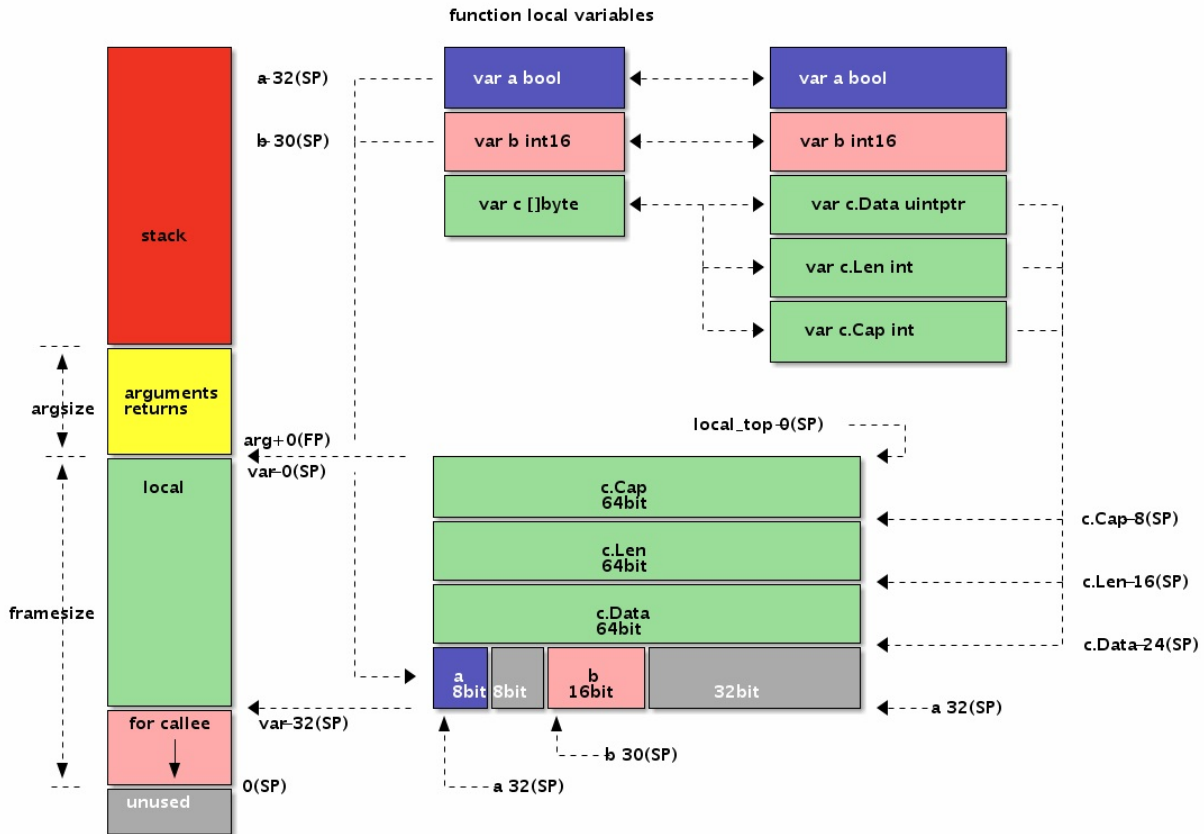 function local variables
a-32(SP)
var a bool
var a bool
b-30(SP)
var b int16
var b int16
var c []byte
var c.Data uintptr
stack
var c.Len int
var c.Cap int
arguments
returns
argsize
local_top-0(SP)
arg+0(FP)
var-0(SP)
local
c.Cap
64bit
c.Cap-8(SP)
c.Len
64bit
c.Len-16(SP)
framesize
c.Data
64bit
c.Data-24(SP)
a
8bit
8bit
b
16bit
32bit
a 32(SP)
for callee
var-32(SP)
b 30(SP)
0(SP)
a 32(SP)
unused